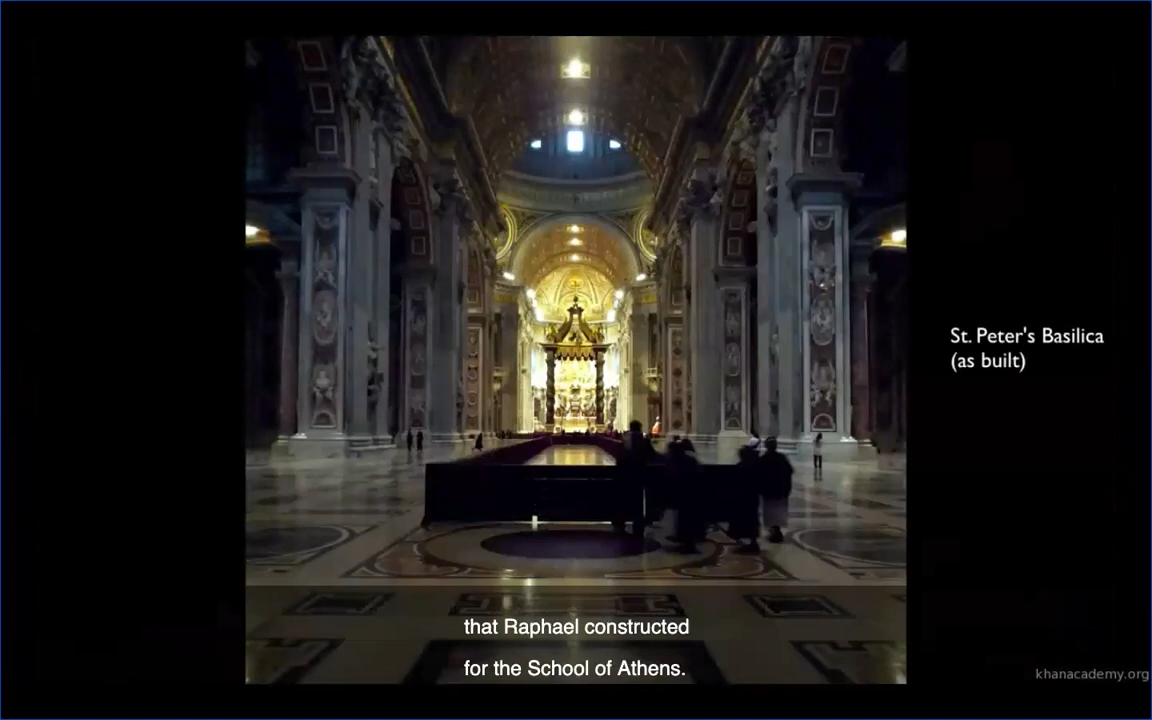 St. Peter's Basilica
(as built)
that Raphael constructed
for the School of Athens.
khanacademy.org